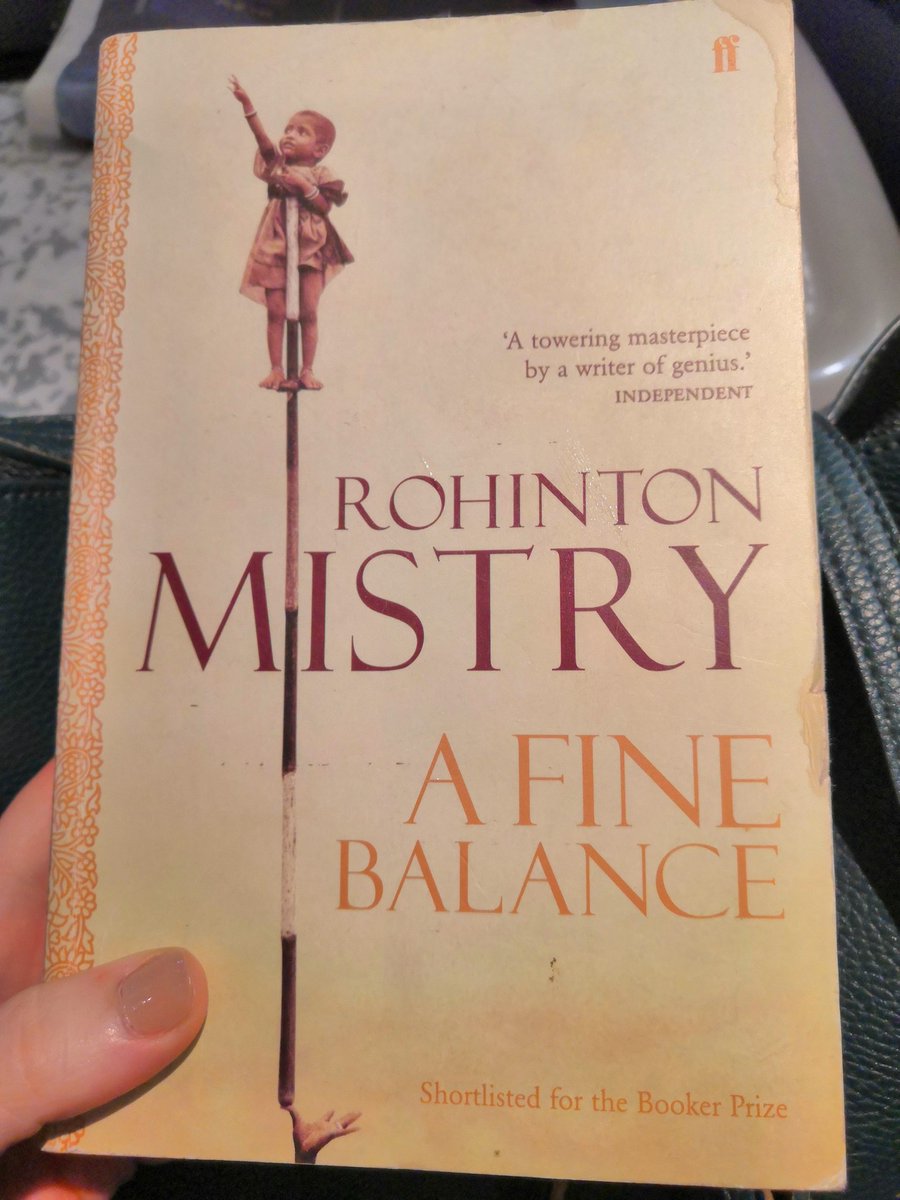 ff
‘A towering masterpiece
by a writer of genius.’
INDEPENDENT
ROHINTON
MISTRY
A FINE
BALANCE
Shortlisted for the Booker Prize